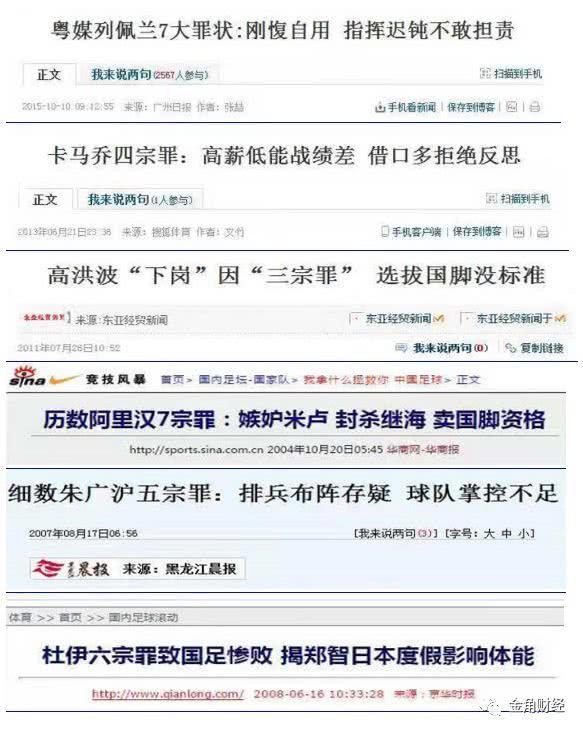 粤媒列佩兰7大罪状:刚愎自用 指挥迟钝不敢担责
正文 我来说两句(2567人参与) 扫描到手机
2015-10-10 09:12:55 来源：广州日报 作者：张喆
手机看新闻 保存到博客
卡马乔四宗罪：高薪低能战绩差 借口多拒绝反思
正文 我来说两句(1人参与) 扫描到手机
2013年06月21日23:36 来源：搜狐体育 作者：文竹
手机客户端 保存到博客
高洪波“下岗”因“三宗罪” 选拔国脚没标准
来源:东亚经贸新闻 东亚经贸新闻 东亚经贸新闻于
2011年07月26日10:52 我来说两句(0) 复制链接
sina 竞技风暴 首页> 国内足坛-国家队> 我拿什么拯救你 中国足球> 正文
历数阿里汉7宗罪：嫉妒米卢 封杀继海 卖国脚资格
http://sports.sina.com.cn 2004年10月20日05:45 华商网-华商报
细数朱广沪五宗罪：排兵布阵存疑 球队掌控不足
2007年08月17日06:56 [我来说两句(3)] [字号：大 中 小]
晨报 来源：黑龙江晨报
体育 >> 首页 >> 国内足球滚动
杜伊六宗罪致国足惨败 揭郑智日本度假影响体能
http://www.qianlong.com/ 2008-06-16 10:33:28 来源：京华时报
金角财经